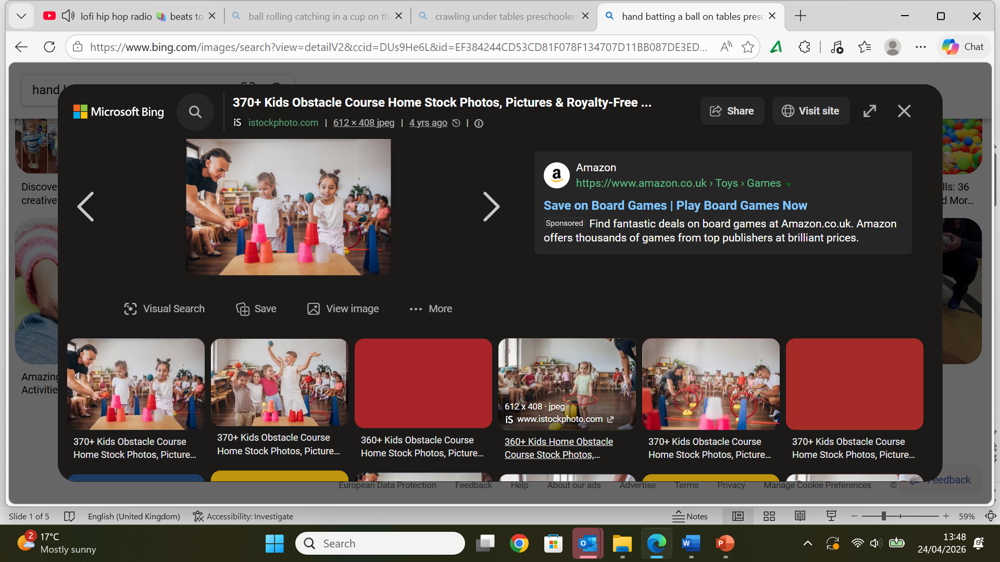 lofi hip hop radio 📚 beats to
ball rolling catching in a cup on th
crawling under tables preschoolers
hand batting a ball on tables presc
https://www.bing.com/images/search?view=detailV2&ccid=DUs9He6L&id=EF384244CD53CD81F078F134707D11BB087DE3ED...
Chat
hand
Microsoft Bing
370+ Kids Obstacle Course Home Stock Photos, Pictures & Royalty-Free ...
iS istockphoto.com | 612 × 408 jpeg | 4 yrs ago |
Share
Visit site
Amazon
https://www.amazon.co.uk › Toys › Games
Save on Board Games | Play Board Games Now
Sponsored Find fantastic deals on board games at Amazon.co.uk. Amazon
offers thousands of games from top publishers at brilliant prices.
Discove
creative
lls: 36
d Mor...
Visual Search
Save
View image
More
Amazing
Activitie
612 x 408 · jpeg
iS www.istockphoto.com
370+ Kids Obstacle Course
Home Stock Photos, Picture...
370+ Kids Obstacle Course
Home Stock Photos, Picture...
360+ Kids Obstacle Course
Home Stock Photos, Picture...
360+ Kids Home Obstacle
Course Stock Photos,...
370+ Kids Obstacle Course
Home Stock Photos, Picture...
370+ Kids Obstacle Course
Home Stock Photos, Picture...
European Data Protection
Feedback
Help
About our ads
Advertise
Terms
Privacy
Manage Cookie Preferences
©
Feedback
Slide 1 of 5
English (United Kingdom)
Accessibility: Investigate
Notes
59%
2
17°C
Mostly sunny
Search
13:48
24/04/2026